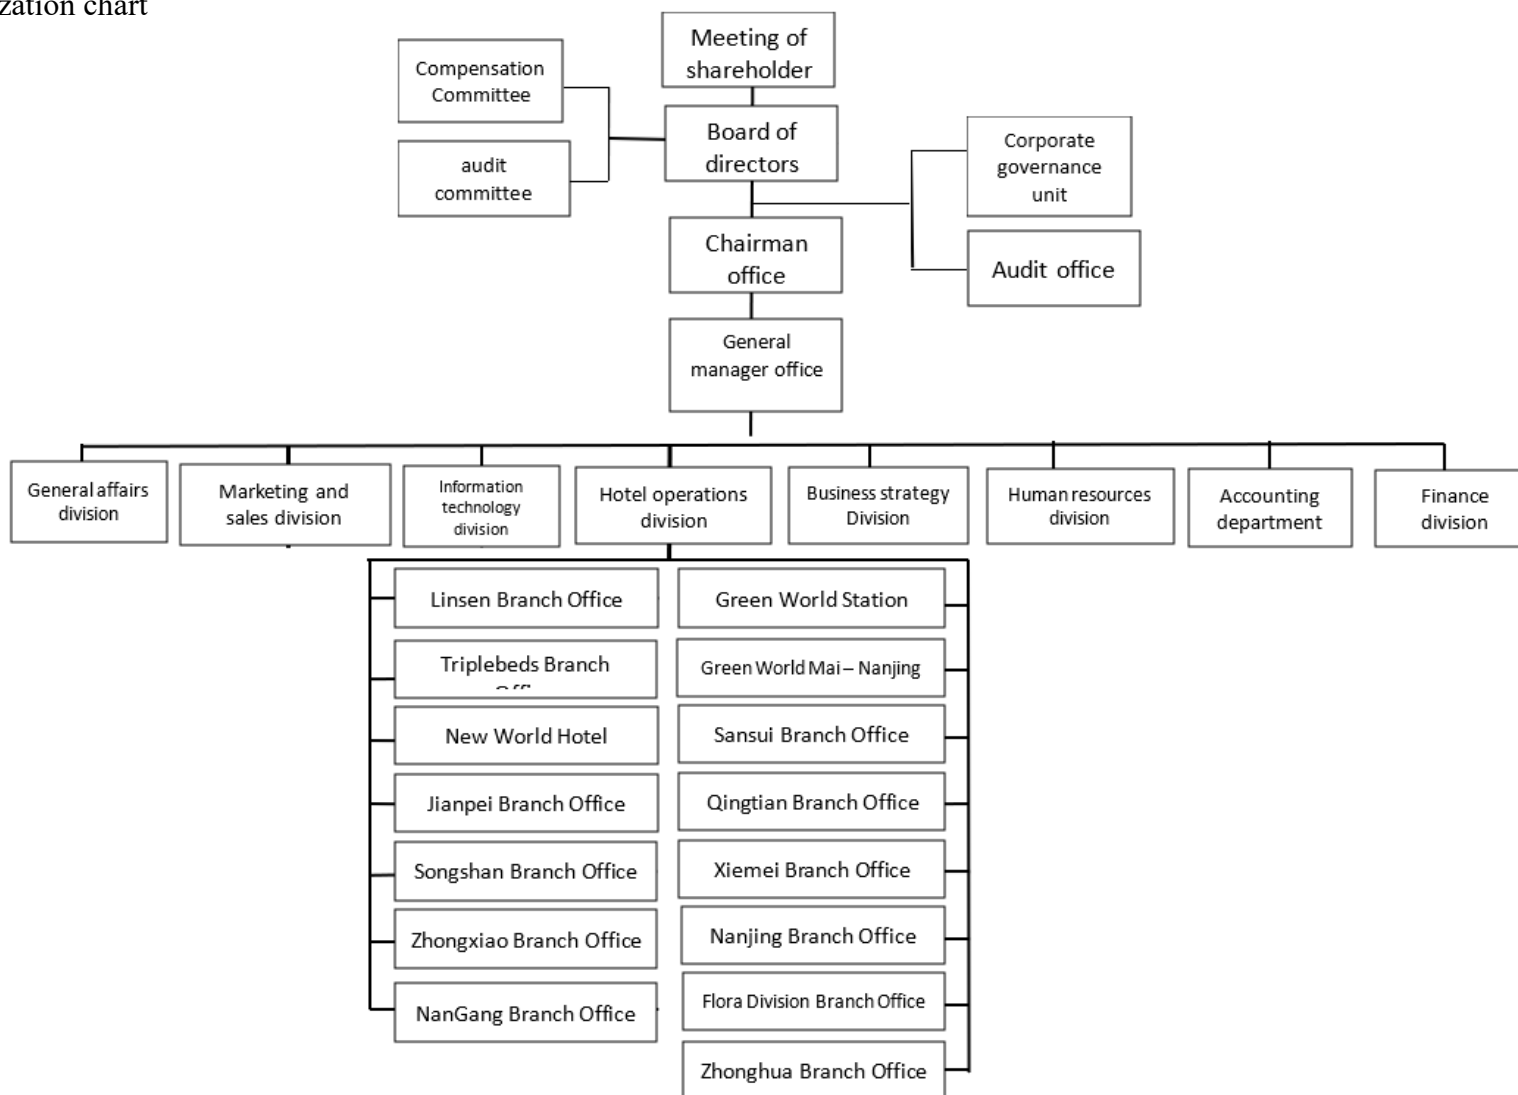 zation chart
Meeting of
shareholder
Compensation
Committee
Board of
directors
audit
committee
Corporate
governance
unit
Chairman
office
Audit office
General
manager office
General affairs
division
Marketing and
sales division
Information
technology
division
Hotel operations
division
Business strategy
Division
Human resources
division
Accounting
department
Finance
division
Linsen Branch Office
Green World Station
Triplebeds Branch
Green World Mai – Nanjing
New World Hotel
Sansui Branch Office
Jianpei Branch Office
Qingtian Branch Office
Songshan Branch Office
Xiemei Branch Office
Zhongxiao Branch Office
Nanjing Branch Office
NanGang Branch Office
Flora Division Branch Office
Zhonghua Branch Office